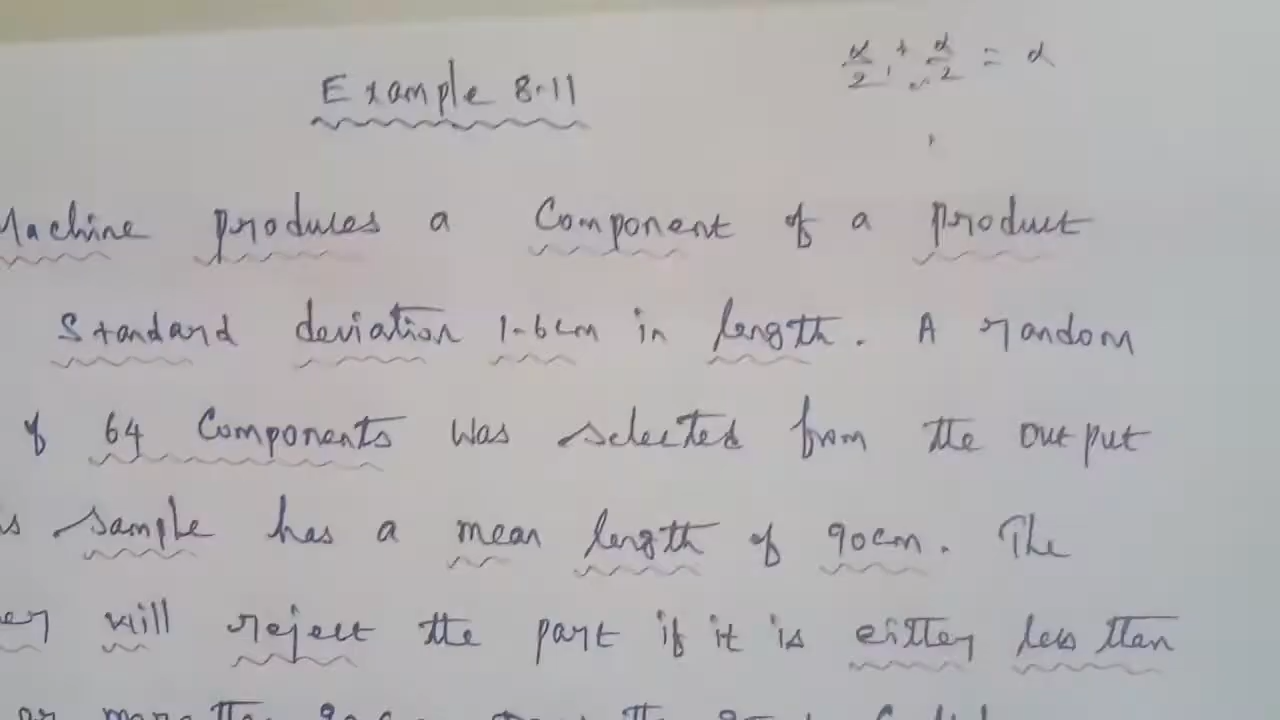 Example 8.11
α/2 + α/2 = α
Machine produces a Component of a product
Standard deviation 1.6cm in length. A random
of 64 Components was selected from the output
sample has a mean length of 90cm. The
will reject the part if it is either less than